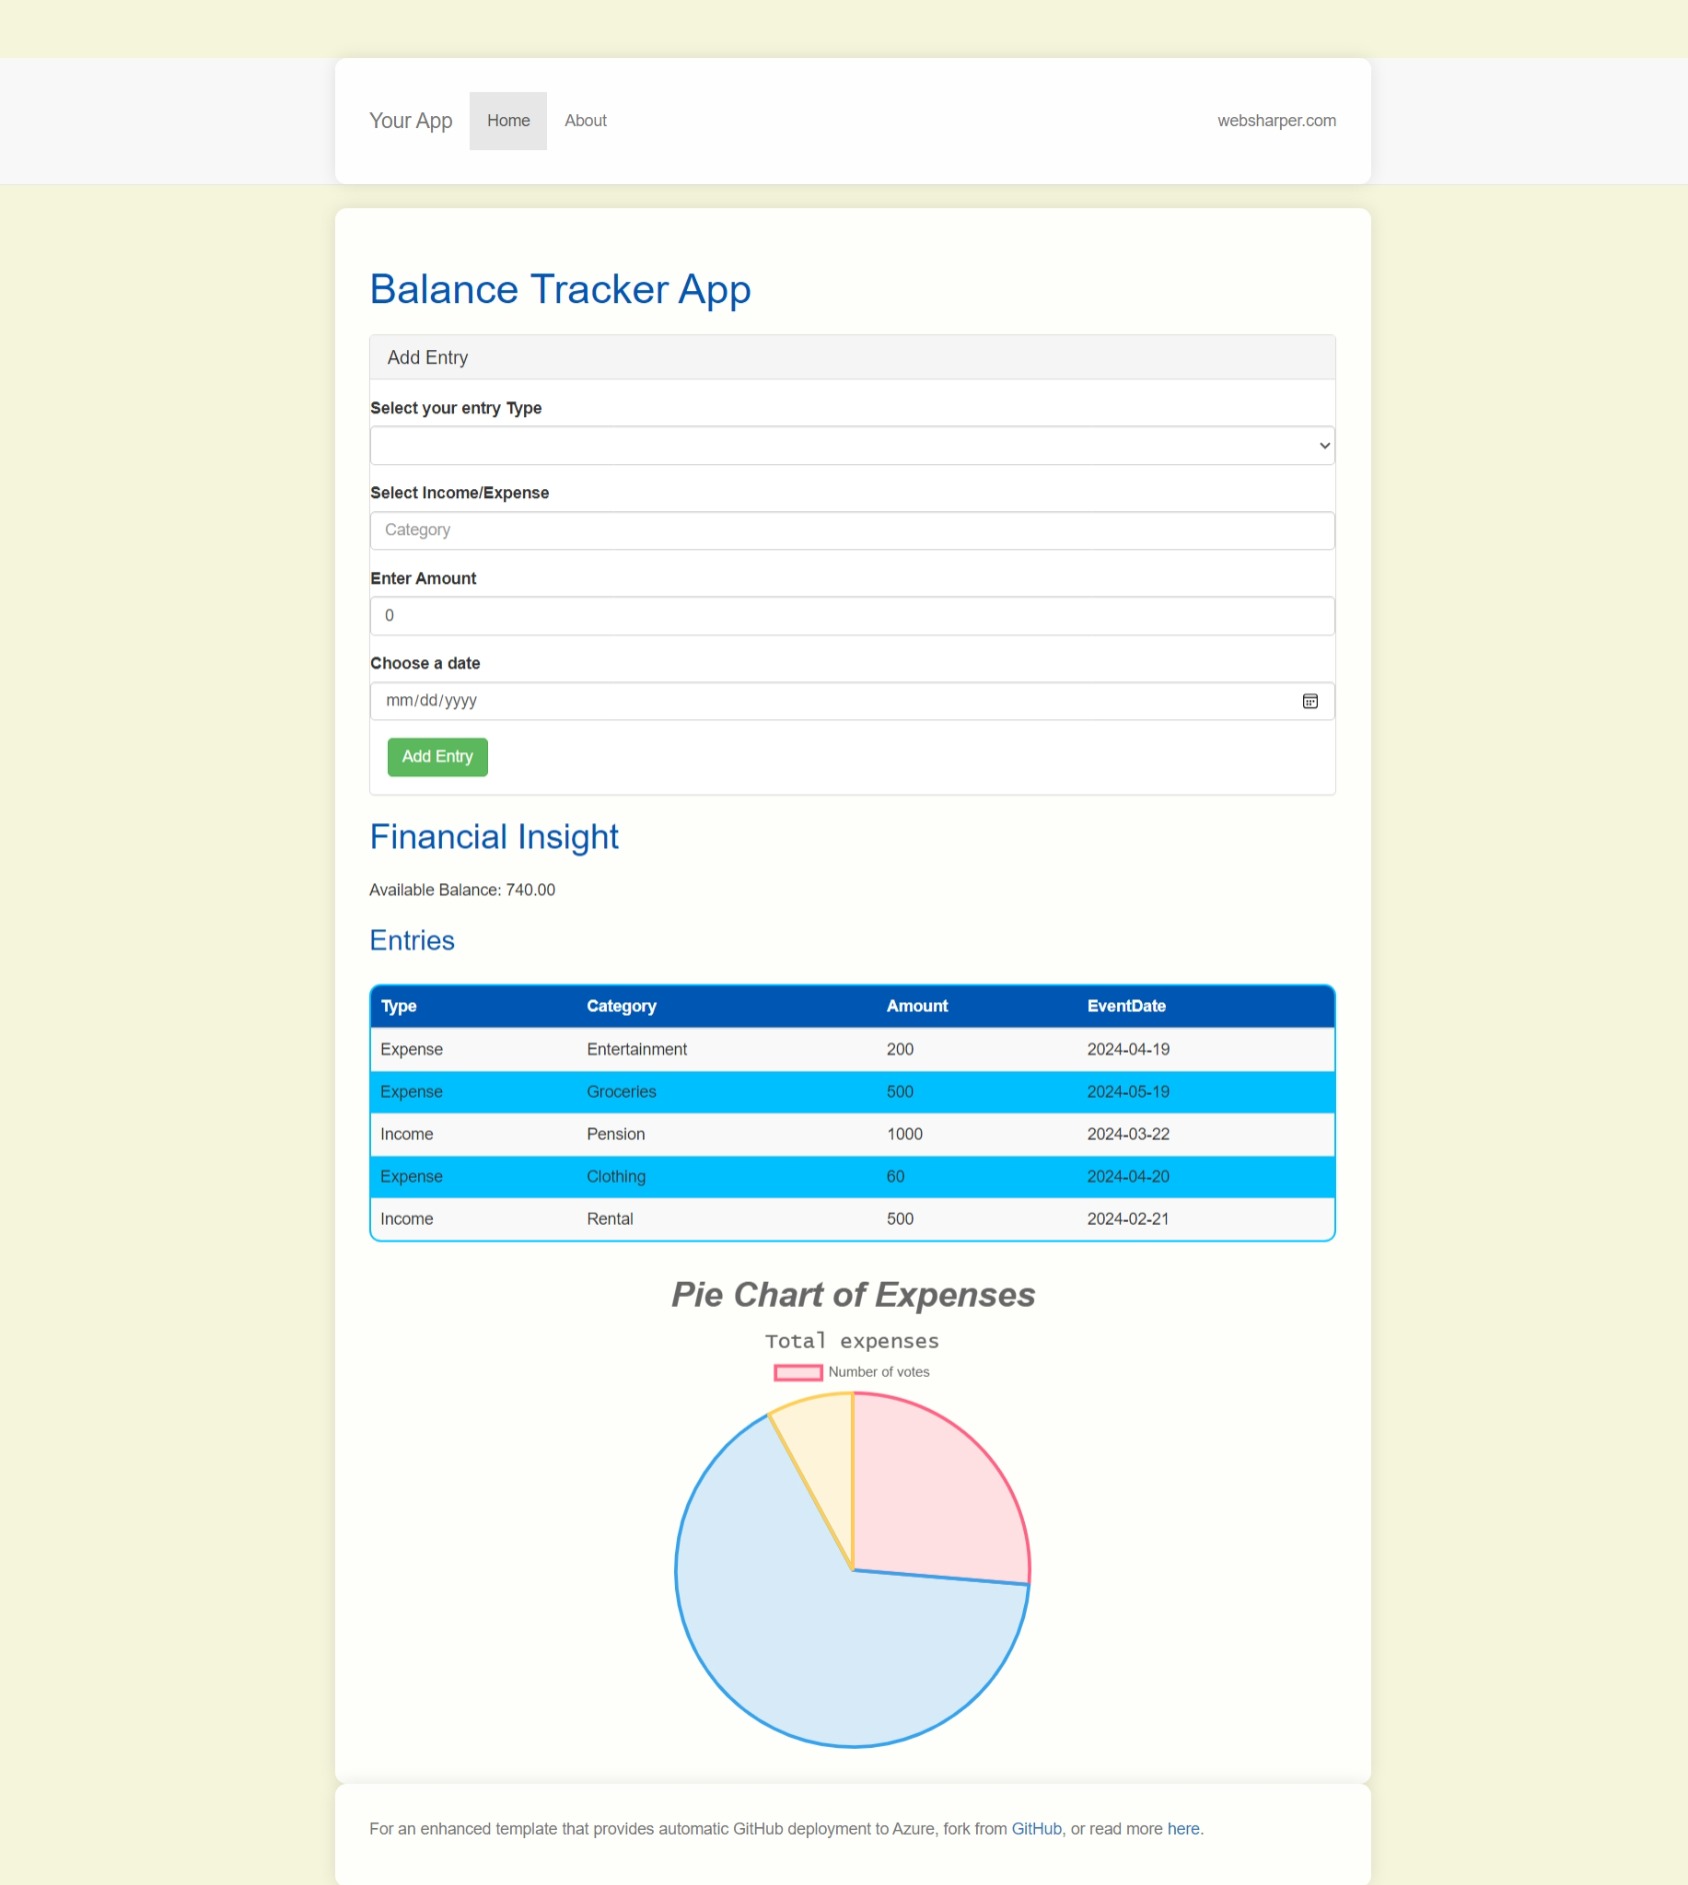 Your App Home About websharper.com
Balance Tracker App
Add Entry
Select your entry Type
Select Income/Expense
Category
Enter Amount
0
Choose a date
mm/dd/yyyy
Add Entry
Financial Insight
Available Balance: 740.00
Entries
Type Category Amount EventDate
Expense Entertainment 200 2024-04-19
Expense Groceries 500 2024-05-19
Income Pension 1000 2024-03-22
Expense Clothing 60 2024-04-20
Income Rental 500 2024-02-21
Pie Chart of Expenses
Total expenses
Number of votes
For an enhanced template that provides automatic GitHub deployment to Azure, fork from GitHub, or read more here.